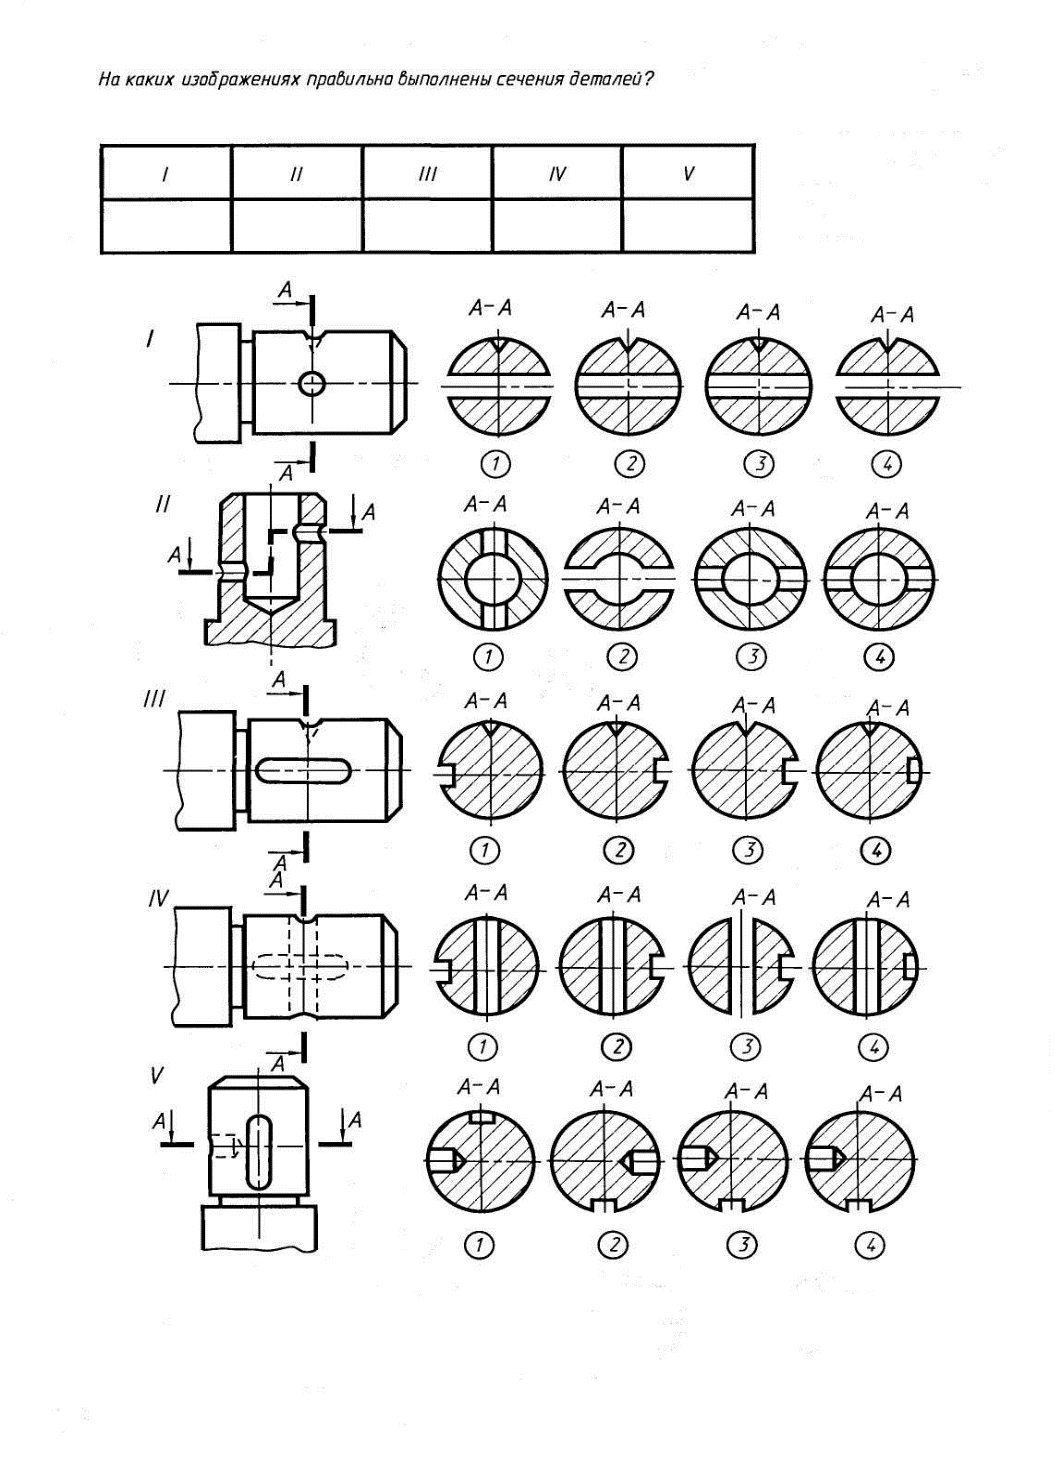 На каких изображениях правильно выполнены сечения деталей?
I II III IV V
I A A A-A A-A A-A A-A
1 2 3 4
II A A A-A A-A A-A A-A
1 2 3 4
III A A A-A A-A A-A A-A
1 2 3 4
IV A A A-A A-A A-A A-A
1 2 3 4
V A A A-A A-A A-A A-A
1 2 3 4